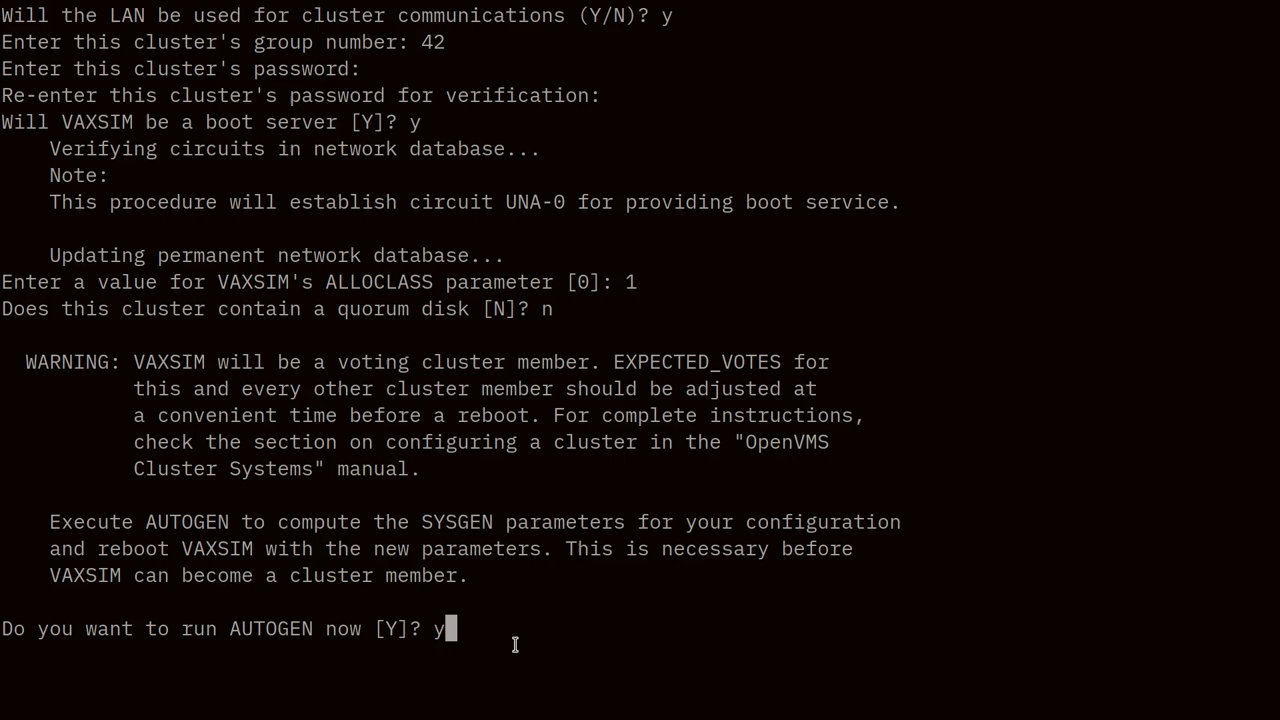 Will the LAN be used for cluster communications (Y/N)? y
Enter this cluster's group number: 42
Enter this cluster's password:
Re-enter this cluster's password for verification:
Will VAXSIM be a boot server [Y]? y
Verifying circuits in network database...
Note:
This procedure will establish circuit UNA-0 for providing boot service.
Updating permanent network database...
Enter a value for VAXSIM's ALLOCLASS parameter [0]: 1
Does this cluster contain a quorum disk [N]? n
WARNING: VAXSIM will be a voting cluster member. EXPECTED_VOTES for
this and every other cluster member should be adjusted at
a convenient time before a reboot. For complete instructions,
check the section on configuring a cluster in the "OpenVMS
Cluster Systems" manual.
Execute AUTOGEN to compute the SYSGEN parameters for your configuration
and reboot VAXSIM with the new parameters. This is necessary before
VAXSIM can become a cluster member.
Do you want to run AUTOGEN now [Y]? y